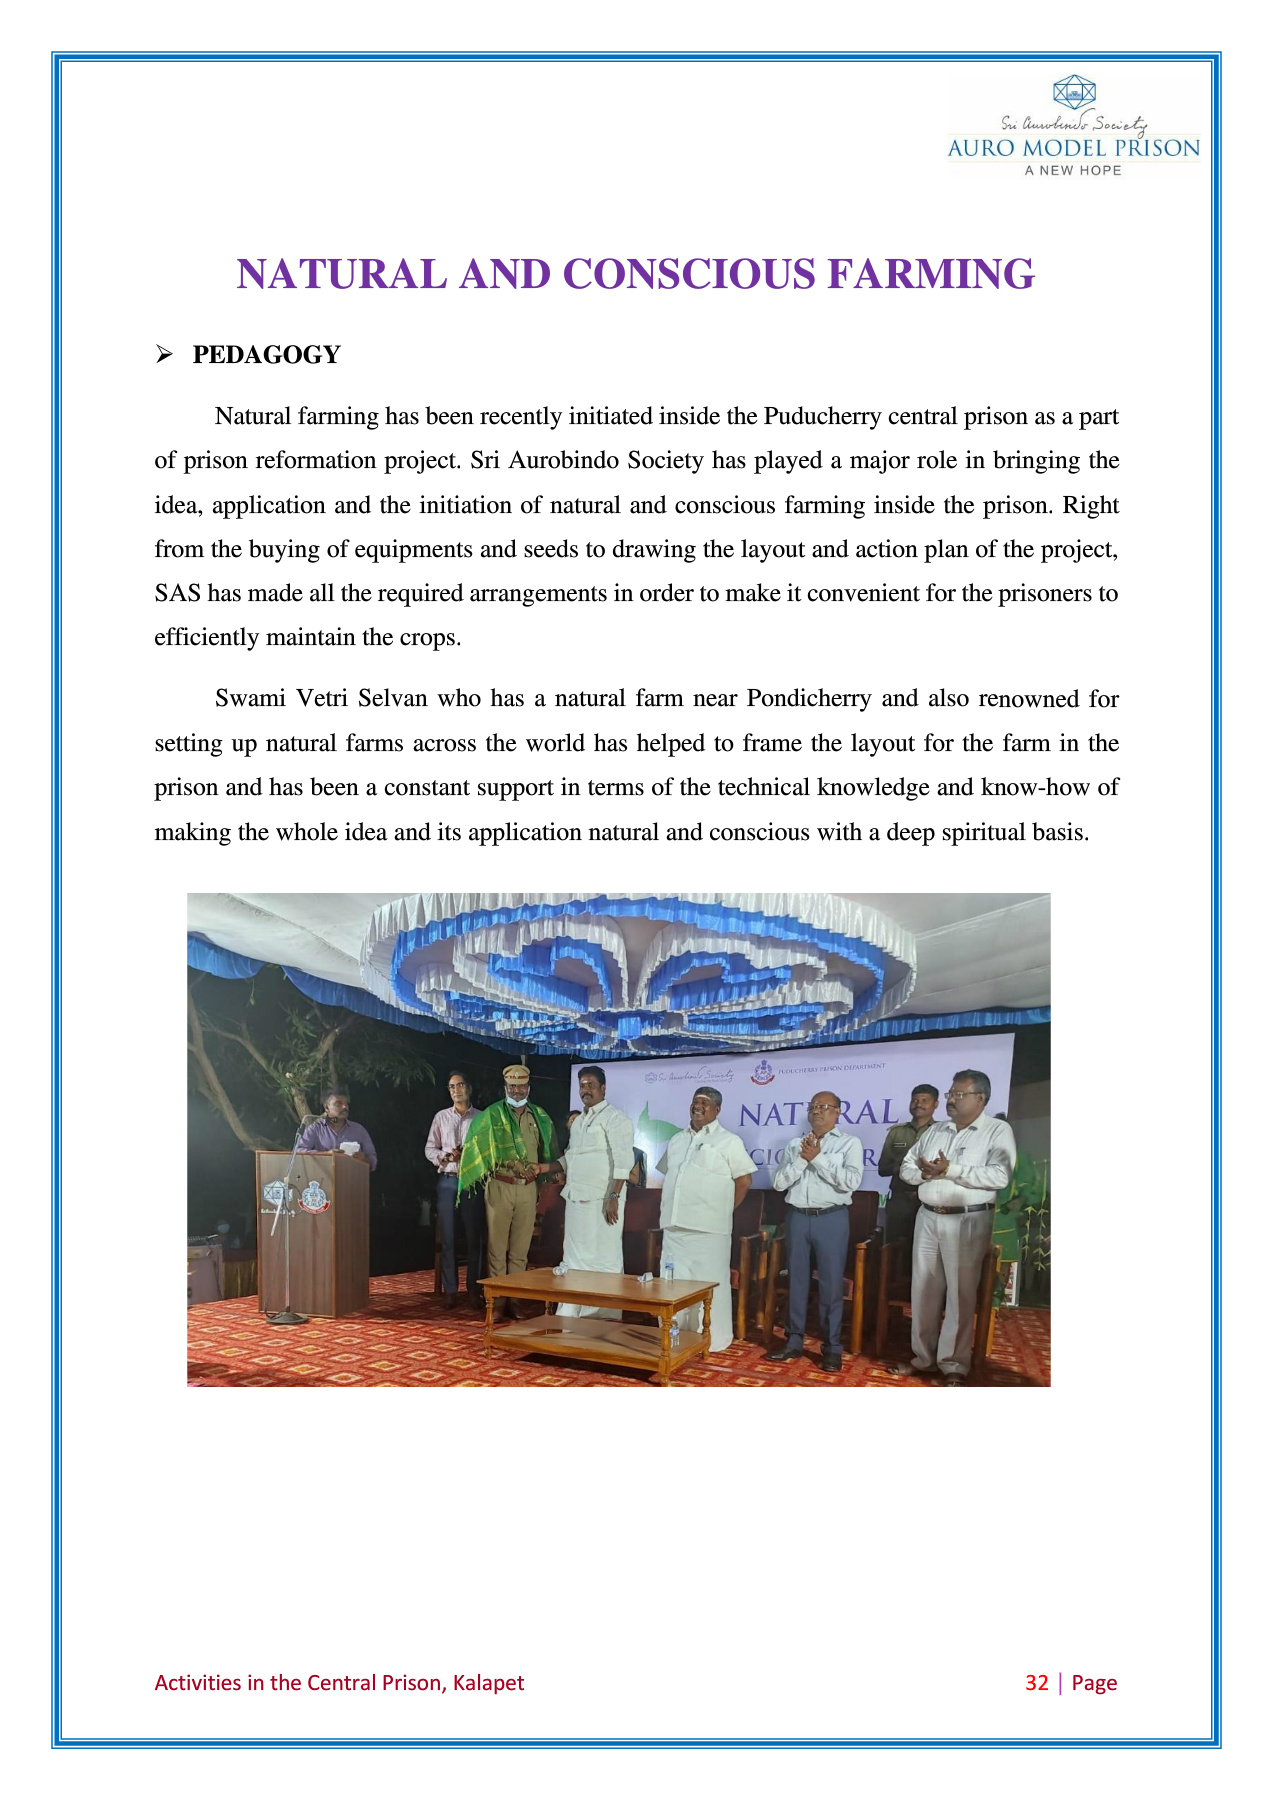 Sri Aurobindo Society
AURO MODEL PRISON
A NEW HOPE
NATURAL AND CONSCIOUS FARMING
➢ PEDAGOGY
Natural farming has been recently initiated inside the Puducherry central prison as a part
of prison reformation project. Sri Aurobindo Society has played a major role in bringing the
idea, application and the initiation of natural and conscious farming inside the prison. Right
from the buying of equipments and seeds to drawing the layout and action plan of the project,
SAS has made all the required arrangements in order to make it convenient for the prisoners to
efficiently maintain the crops.
Swami Vetri Selvan who has a natural farm near Pondicherry and also renowned for
setting up natural farms across the world has helped to frame the layout for the farm in the
prison and has been a constant support in terms of the technical knowledge and know-how of
making the whole idea and its application natural and conscious with a deep spiritual basis.
Sri Aurobindo Society
PUDUCHERRY PRISON DEPARTMENT
Activities in the Central Prison, Kalapet
32 | Page